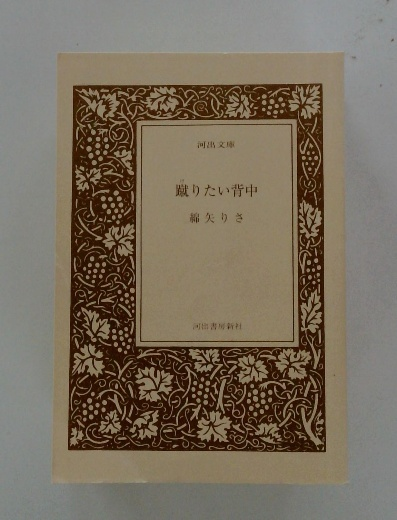 河出文庫
蹴りたい背中
綿矢りさ
河出書房新社